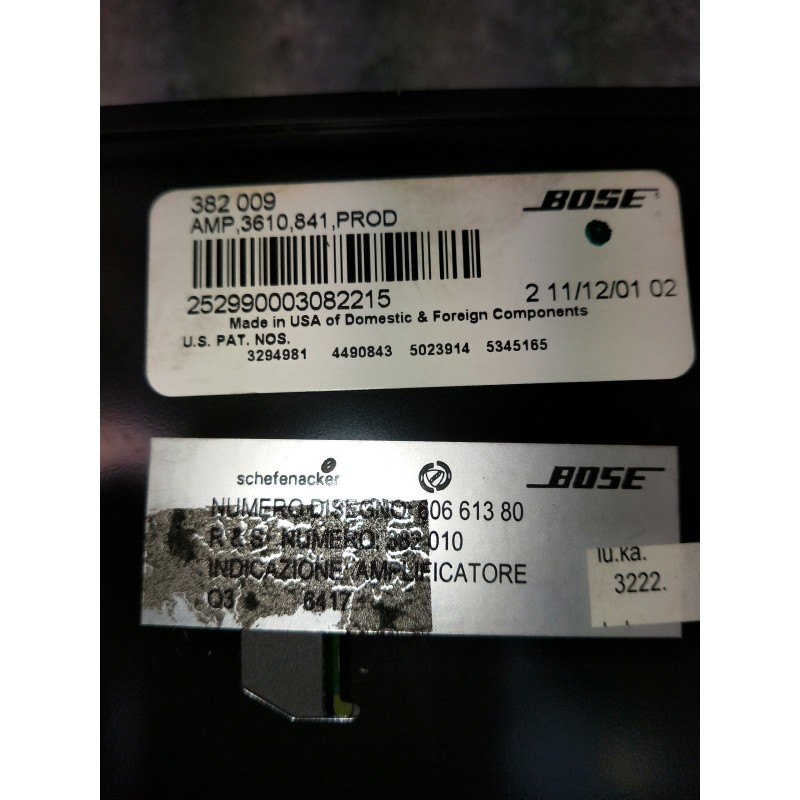 382 009
AMP,3610,841,PROD
BOSE
252990003082215
2 11/12/01 02
Made in USA of Domestic & Foreign Components
U.S. PAT. NOS.
3294981 4490843 5023914 5345165
schefenacker
BOSE
NUMERO DISEGNO: 606 613 80
R & S NUMERO: 382 010
INDICAZIONE: AMPLIFICATORE
Q3 6417
iu.ka.
3222.